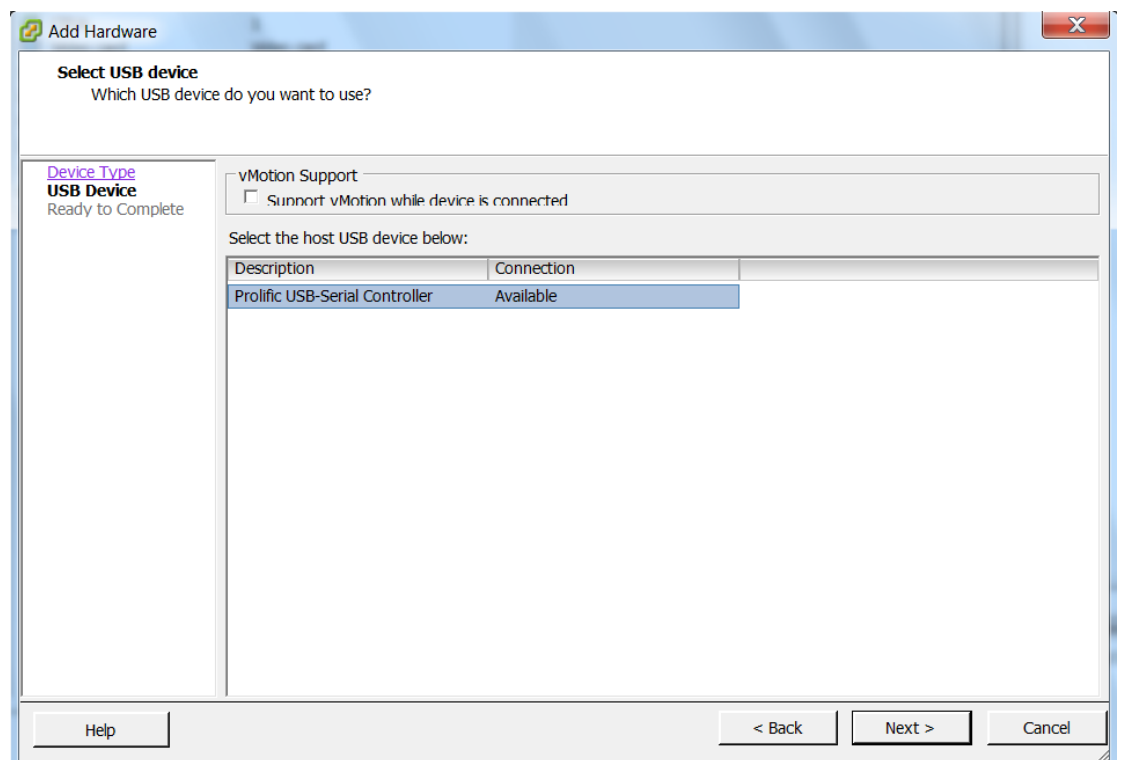 Add Hardware
Select USB device
Which USB device do you want to use?
Device Type
USB Device
Ready to Complete
vMotion Support
Support vMotion while device is connected
Select the host USB device below:
Description Connection
Prolific USB-Serial Controller Available
Help < Back Next > Cancel